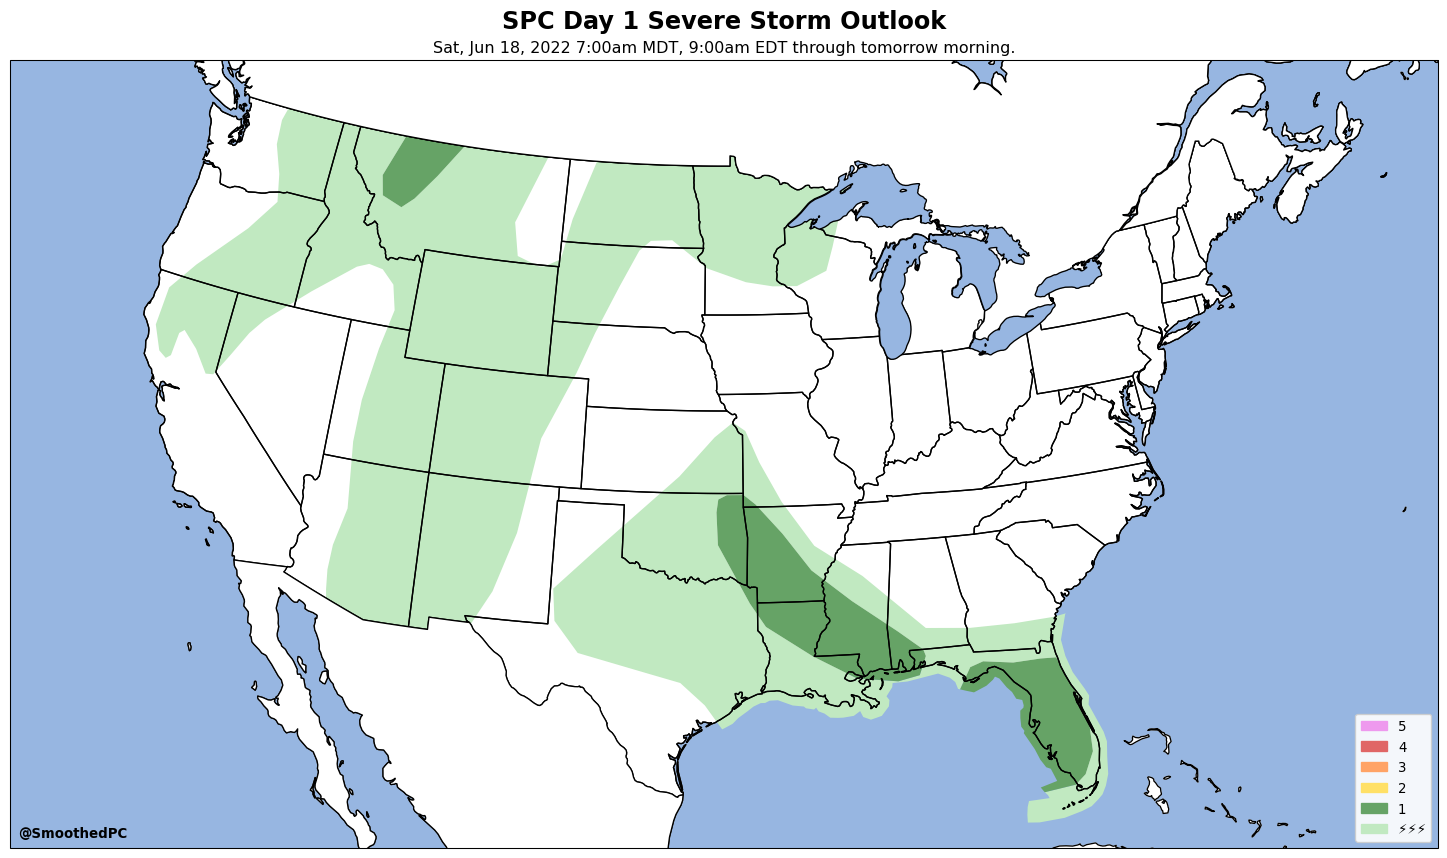 SPC Day 1 Severe Storm Outlook
Sat, Jun 18, 2022 7:00am MDT, 9:00am EDT through tomorrow morning.
5
4
3
2
1
⚡⚡⚡
@SmoothedPC